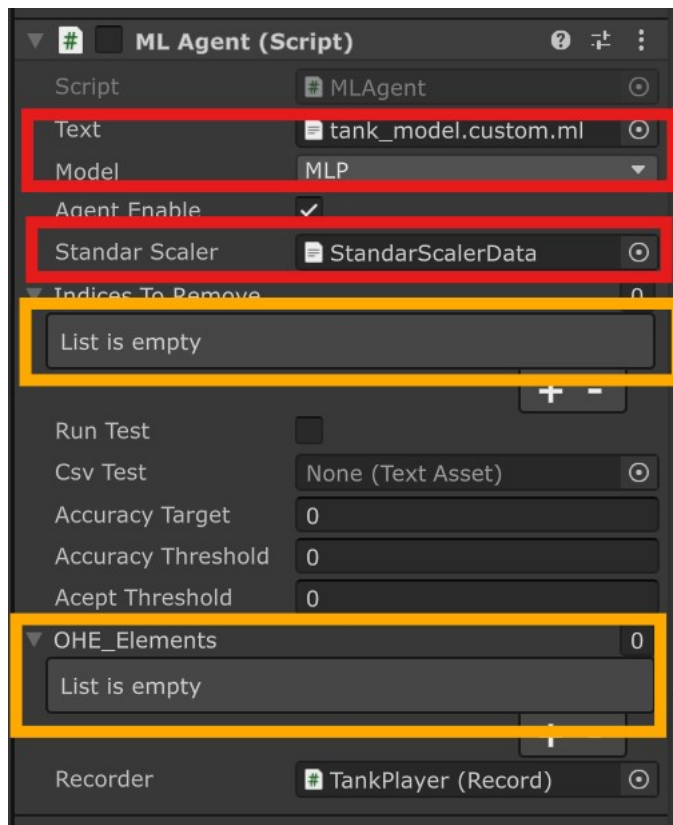 # ML Agent (Script)
Script # MLAgent
Text tank_model.custom.ml
Model MLP
Agent Enable
Standar Scaler StandarScalerData
Indices To Remove 0
List is empty
+ -
Run Test
Csv Test None (Text Asset)
Accuracy Target 0
Accuracy Threshold 0
Acept Threshold 0
OHE_Elements 0
List is empty
+ -
Recorder # TankPlayer (Record)